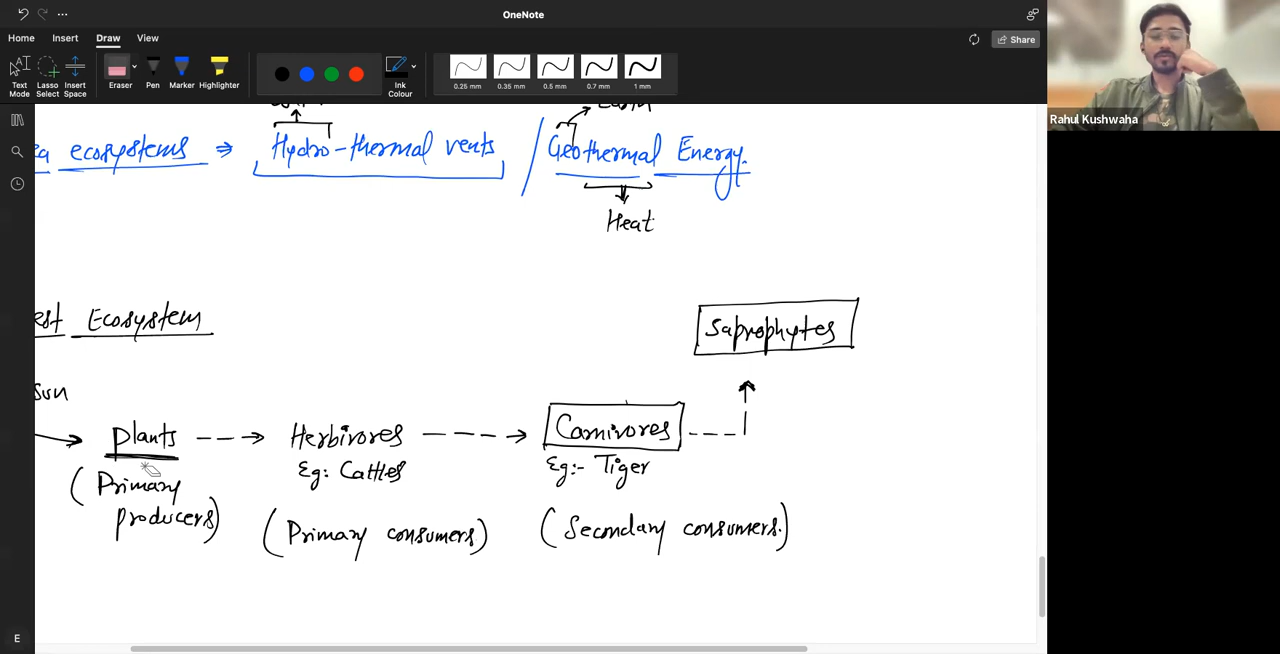 OneNote
Home Insert Draw View
Share
Text Mode
Lasso Select
Insert Space
Eraser
Pen
Marker
Highlighter
Ink Colour
0.25 mm
0.35 mm
0.5 mm
0.7 mm
1 mm
Rahul Kushwaha
ecosystems ⇒ Hydro-thermal vents / Geothermal Energy.
Heat
est Ecosystem
Saprophytes
sun
plants
Herbivores
Carnivores
Eg: Cattles
Eg:- Tiger
(Primary producers)
(Primary consumers)
(Secondary consumers.)
E